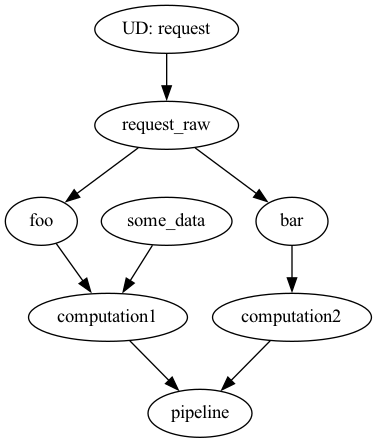 UD: request
request_raw
foo
some_data
bar
computation1
computation2
pipeline